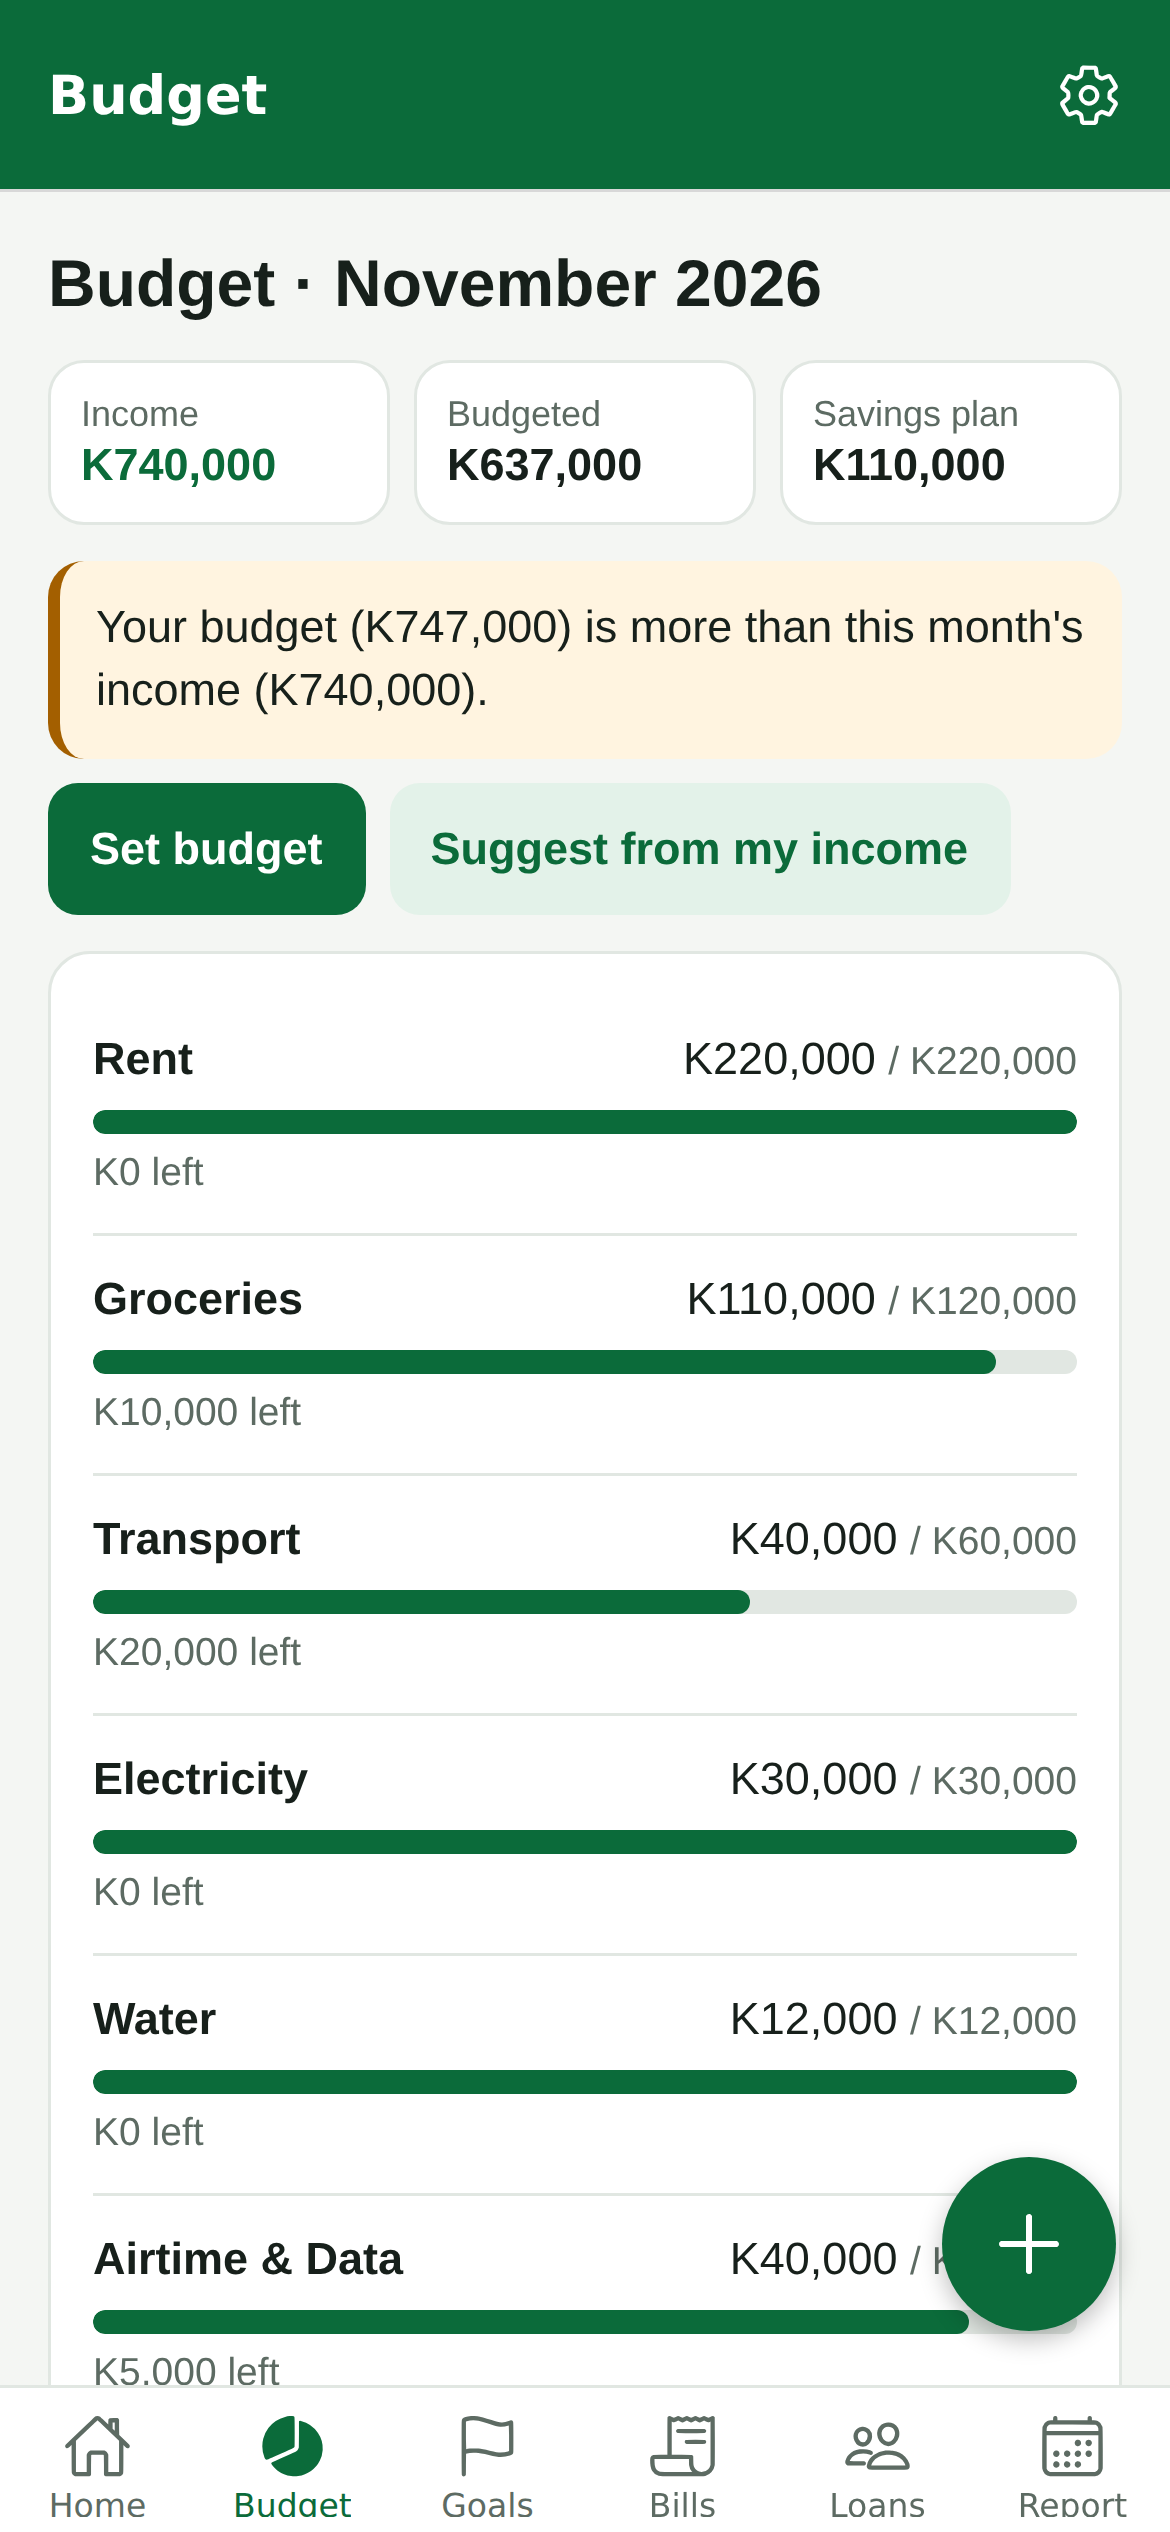 Budget
Budget · November 2026
Income
K740,000
Budgeted
K637,000
Savings plan
K110,000
Your budget (K747,000) is more than this month's
income (K740,000).
Set budget
Suggest from my income
Rent
K220,000 / K220,000
K0 left
Groceries
K110,000 / K120,000
K10,000 left
Transport
K40,000 / K60,000
K20,000 left
Electricity
K30,000 / K30,000
K0 left
Water
K12,000 / K12,000
K0 left
Airtime & Data
K40,000 /
K5,000 left
Home
Budget
Goals
Bills
Loans
Report